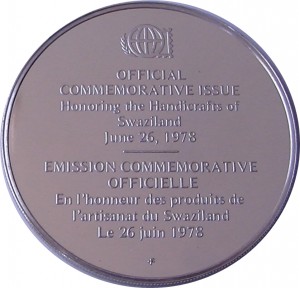 OFFICIAL
COMMEMORATIVE ISSUE
Honoring the Handicrafts of
Swaziland
June 26, 1978
EMISSION COMMEMORATIVE
OFFICIELLE
En l'honneur des produits de
l'artisanat du Swaziland
Le 26 juin 1978
F